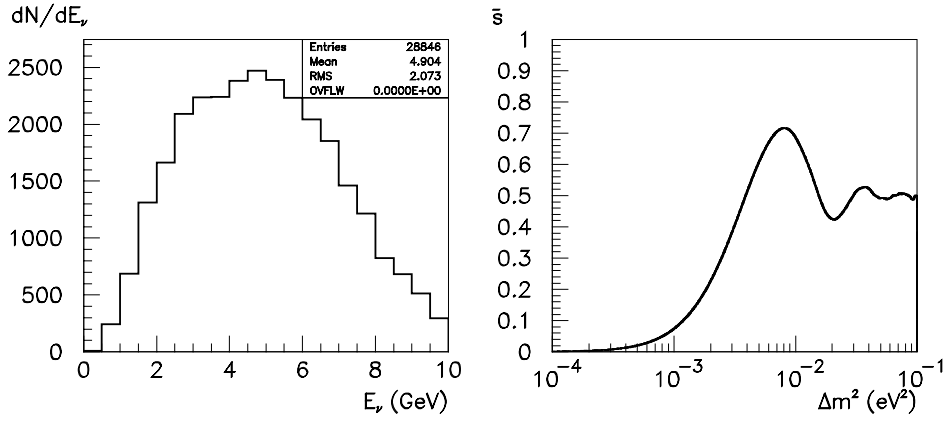 dN/dEν
Entries 28846
Mean 4.904
RMS 2.073
OVFLW 0.0000E+00
2500
2000
1500
1000
500
0
0 2 4 6 8 10
Eν (GeV)
s̄
1
0.9
0.8
0.7
0.6
0.5
0.4
0.3
0.2
0.1
0
10⁻⁴ 10⁻³ 10⁻² 10⁻¹
Δm² (eV²)